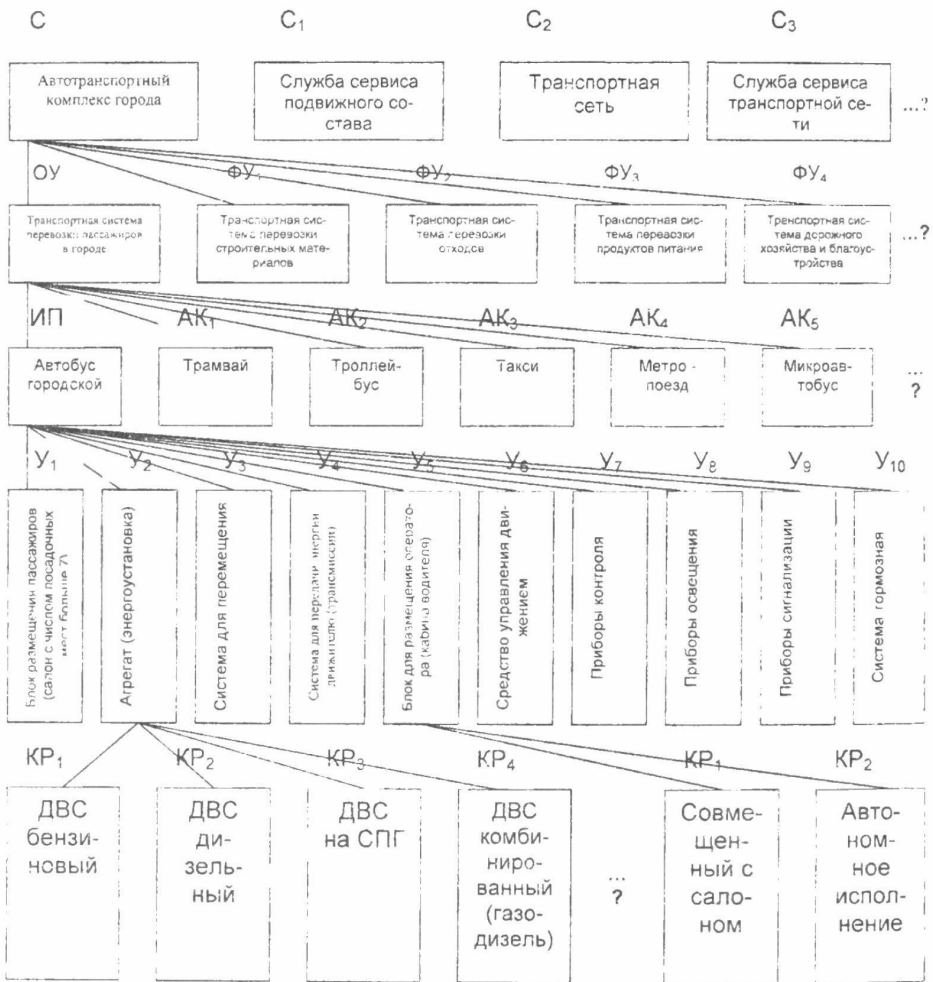 С С₁ С₂ С₃
Автотранспортный
комплекс города
Служба сервиса
подвижного со-
става
Транспортная
сеть
Служба сервиса
транспортной се-
ти
...?
ОУ ФУ₁ ФУ₂ ФУ₃ ФУ₄
Транспортная система
перевозки пассажиров
в городе
Транспортная сис-
тема перевозки
строительных мате-
риалов
Транспортная сис-
тема перевозки
отходов
Транспортная сис-
тема перевозки
продуктов питания
Транспортная сис-
тема дорожного
хозяйства и благоус-
тройства
...?
ИП АК₁ АК₂ АК₃ АК₄ АК₅
Автобус
городской
Трамвай
Троллей-
бус
Такси
Метро -
поезд
Микроав-
тобус
...
?
У₁ У₂ У₃ У₄ У₅ У₆ У₇ У₈ У₉ У₁₀
Блок размещения пассажиров
(салон с числом посадочных
мест больше 7)
Агрегат (энергоустановка)
Система для перемещения
Система для передачи энергии
движителю (трансмиссия)
Блок для размещения операто-
ра (кабина водителя)
Средство управления дви-
жением
Приборы контроля
Приборы освещения
Приборы сигнализации
Система тормозная
КР₁ КР₂ КР₃ КР₄ КР₁ КР₂
ДВС
бензи-
новый
ДВС
ди-
зель-
ный
ДВС
на СПГ
ДВС
комби-
ниро-
ванный
(газо-
дизель)
...
?
Совме-
щен-
ный с
сало-
ном
Авто-
ном-
ное
испол-
нение